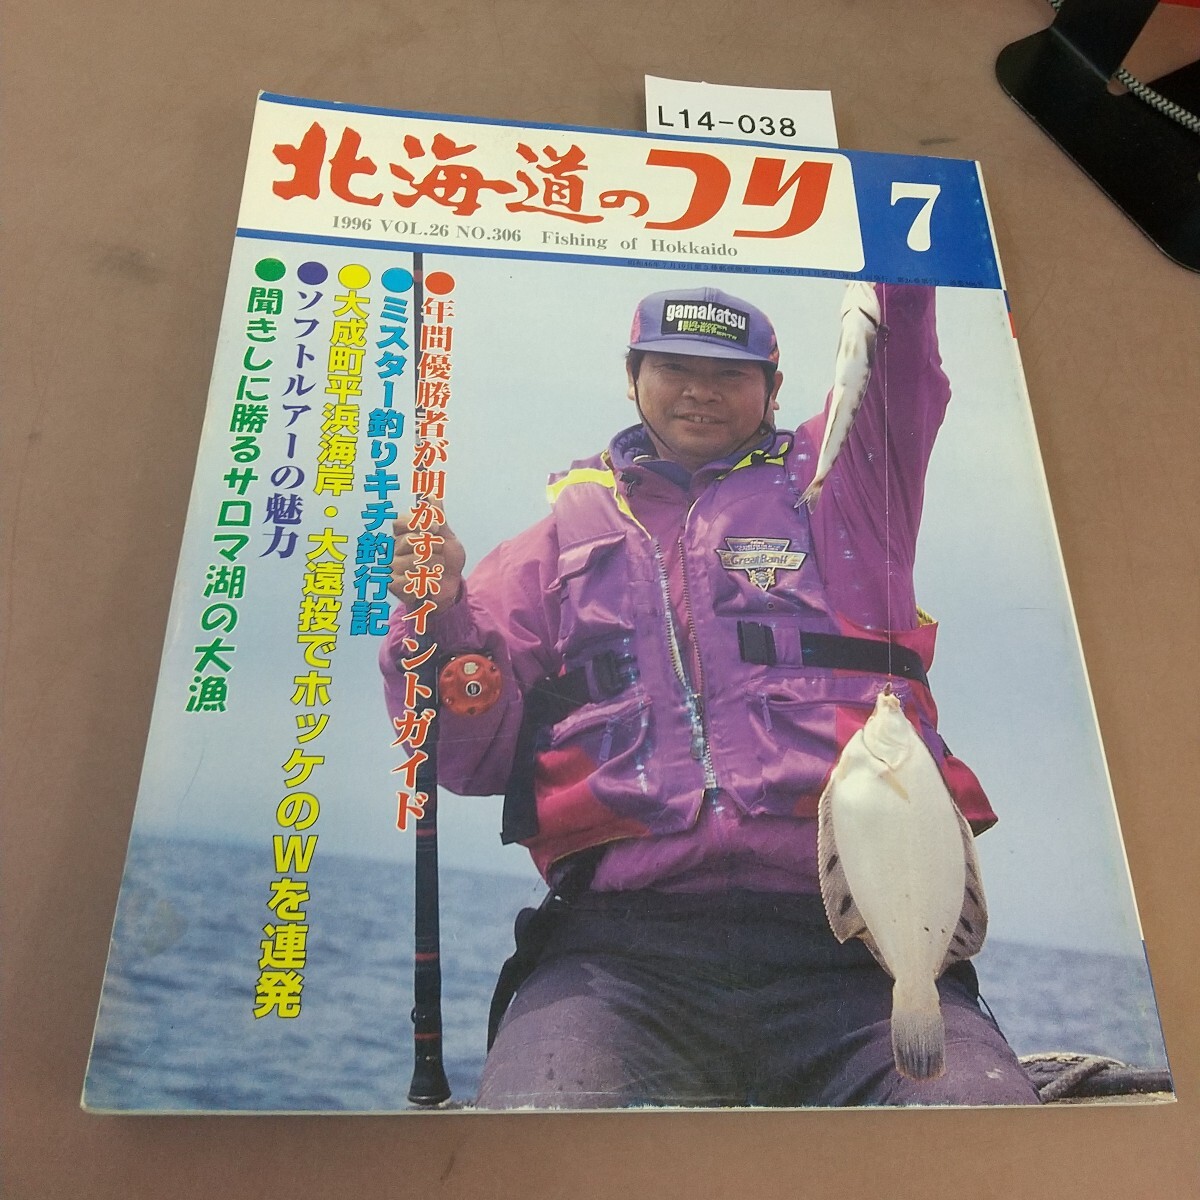 L14-038
北海道のつり
7
1996 VOL.26 NO.306 Fishing of Hokkaido
●年間優勝者が明かすポイントガイド
●ミスター釣りキチ釣行記
●大成町平浜海岸・大遠投でホッケのWを連発
●ソフトルアーの魅力
●聞きしに勝るサロマ湖の大漁
gamakatsu
Great Banff